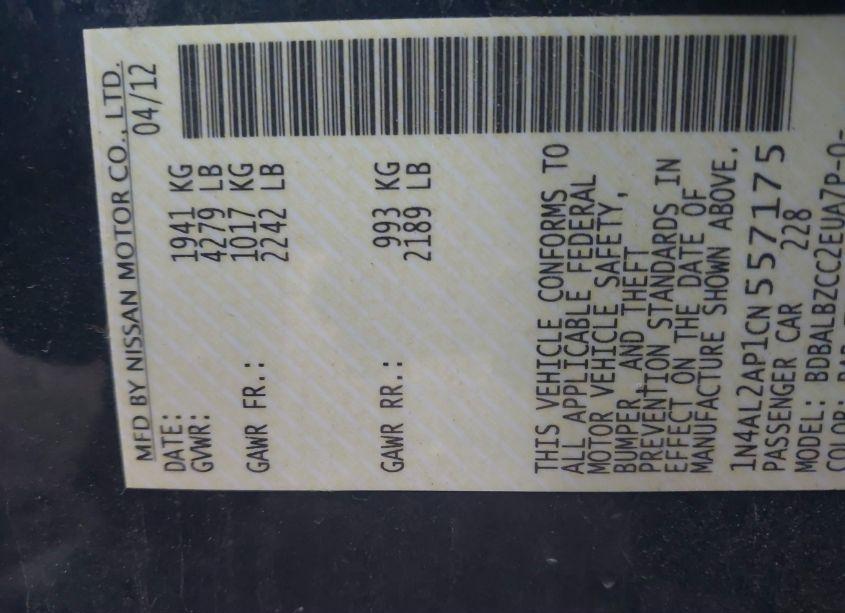 MFD BY NISSAN MOTOR CO., LTD.
DATE: 04/12
GVWR: 1941 KG
4279 LB
GAWR FR.: 1017 KG
2242 LB
GAWR RR.: 993 KG
2189 LB
THIS VEHICLE CONFORMS TO
ALL APPLICABLE FEDERAL
MOTOR VEHICLE SAFETY,
BUMPER, AND THEFT
PREVENTION STANDARDS IN
EFFECT ON THE DATE OF
MANUFACTURE SHOWN ABOVE.
1N4AL2AP1CN557175
PASSENGER CAR 228
MODEL: BDBALBZCC2EUA7P-0-
COLOR: